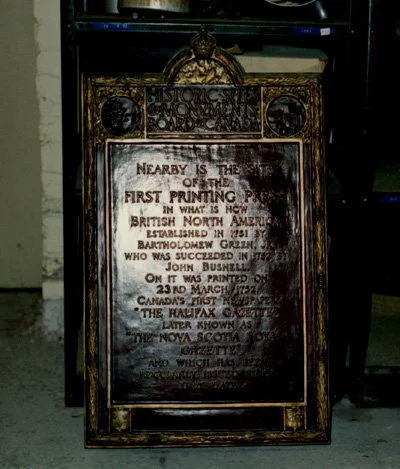 HISTORIC SITES
AND MONUMENTS
BOARD OF CANADA
NEARBY IS THE SITE
OF THE
FIRST PRINTING PRESS
IN WHAT IS NOW
BRITISH NORTH AMERICA
ESTABLISHED IN 1751 BY
BARTHOLOMEW GREEN, JR.
WHO WAS SUCCEEDED IN 1752 BY
JOHN BUSHELL.
ON IT WAS PRINTED ON
23RD MARCH, 1752,
CANADA'S FIRST NEWSPAPER
"THE HALIFAX GAZETTE"
LATER KNOWN AS
"THE NOVA SCOTIA ROYAL
GAZETTE"
AND WHICH HAS BEEN
REGULARLY